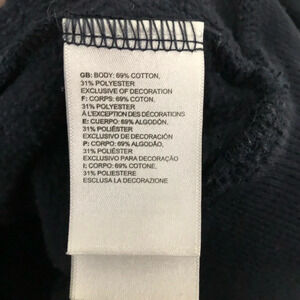 GB: BODY: 69% COTTON,
31% POLYESTER
EXCLUSIVE OF DECORATION
F: CORPS: 69% COTON,
31% POLYESTER
À L'EXCEPTION DES DÉCORATIONS
E: CUERPO: 69% ALGODÓN,
31% POLIÉSTER
EXCLUSIVO DE DECORACIÓN
P: CORPO: 69% ALGODÃO,
31% POLIÉSTER
EXCLUSIVO PARA DECORAÇÃO
I: CORPO: 69% COTONE,
31% POLIESTERE
ESCLUSA LA DECORAZIONE